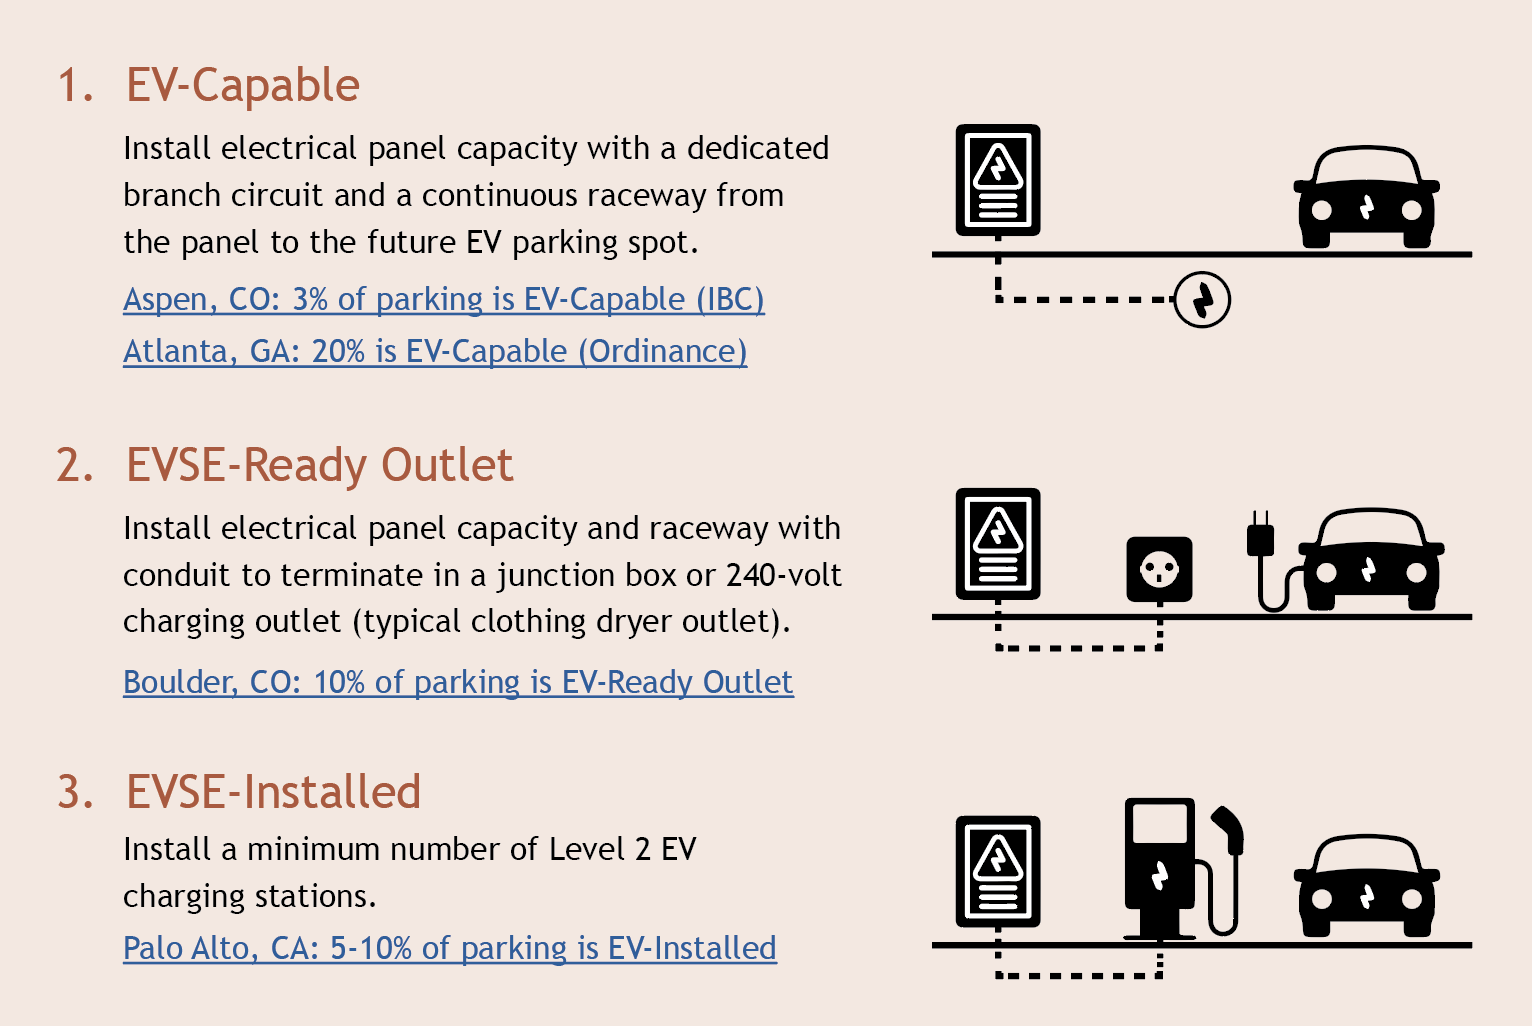 1. EV-Capable
Install electrical panel capacity with a dedicated
branch circuit and a continuous raceway from
the panel to the future EV parking spot.
Aspen, CO: 3% of parking is EV-Capable (IBC)
Atlanta, GA: 20% is EV-Capable (Ordinance)
2. EVSE-Ready Outlet
Install electrical panel capacity and raceway with
conduit to terminate in a junction box or 240-volt
charging outlet (typical clothing dryer outlet).
Boulder, CO: 10% of parking is EV-Ready Outlet
3. EVSE-Installed
Install a minimum number of Level 2 EV
charging stations.
Palo Alto, CA: 5-10% of parking is EV-Installed